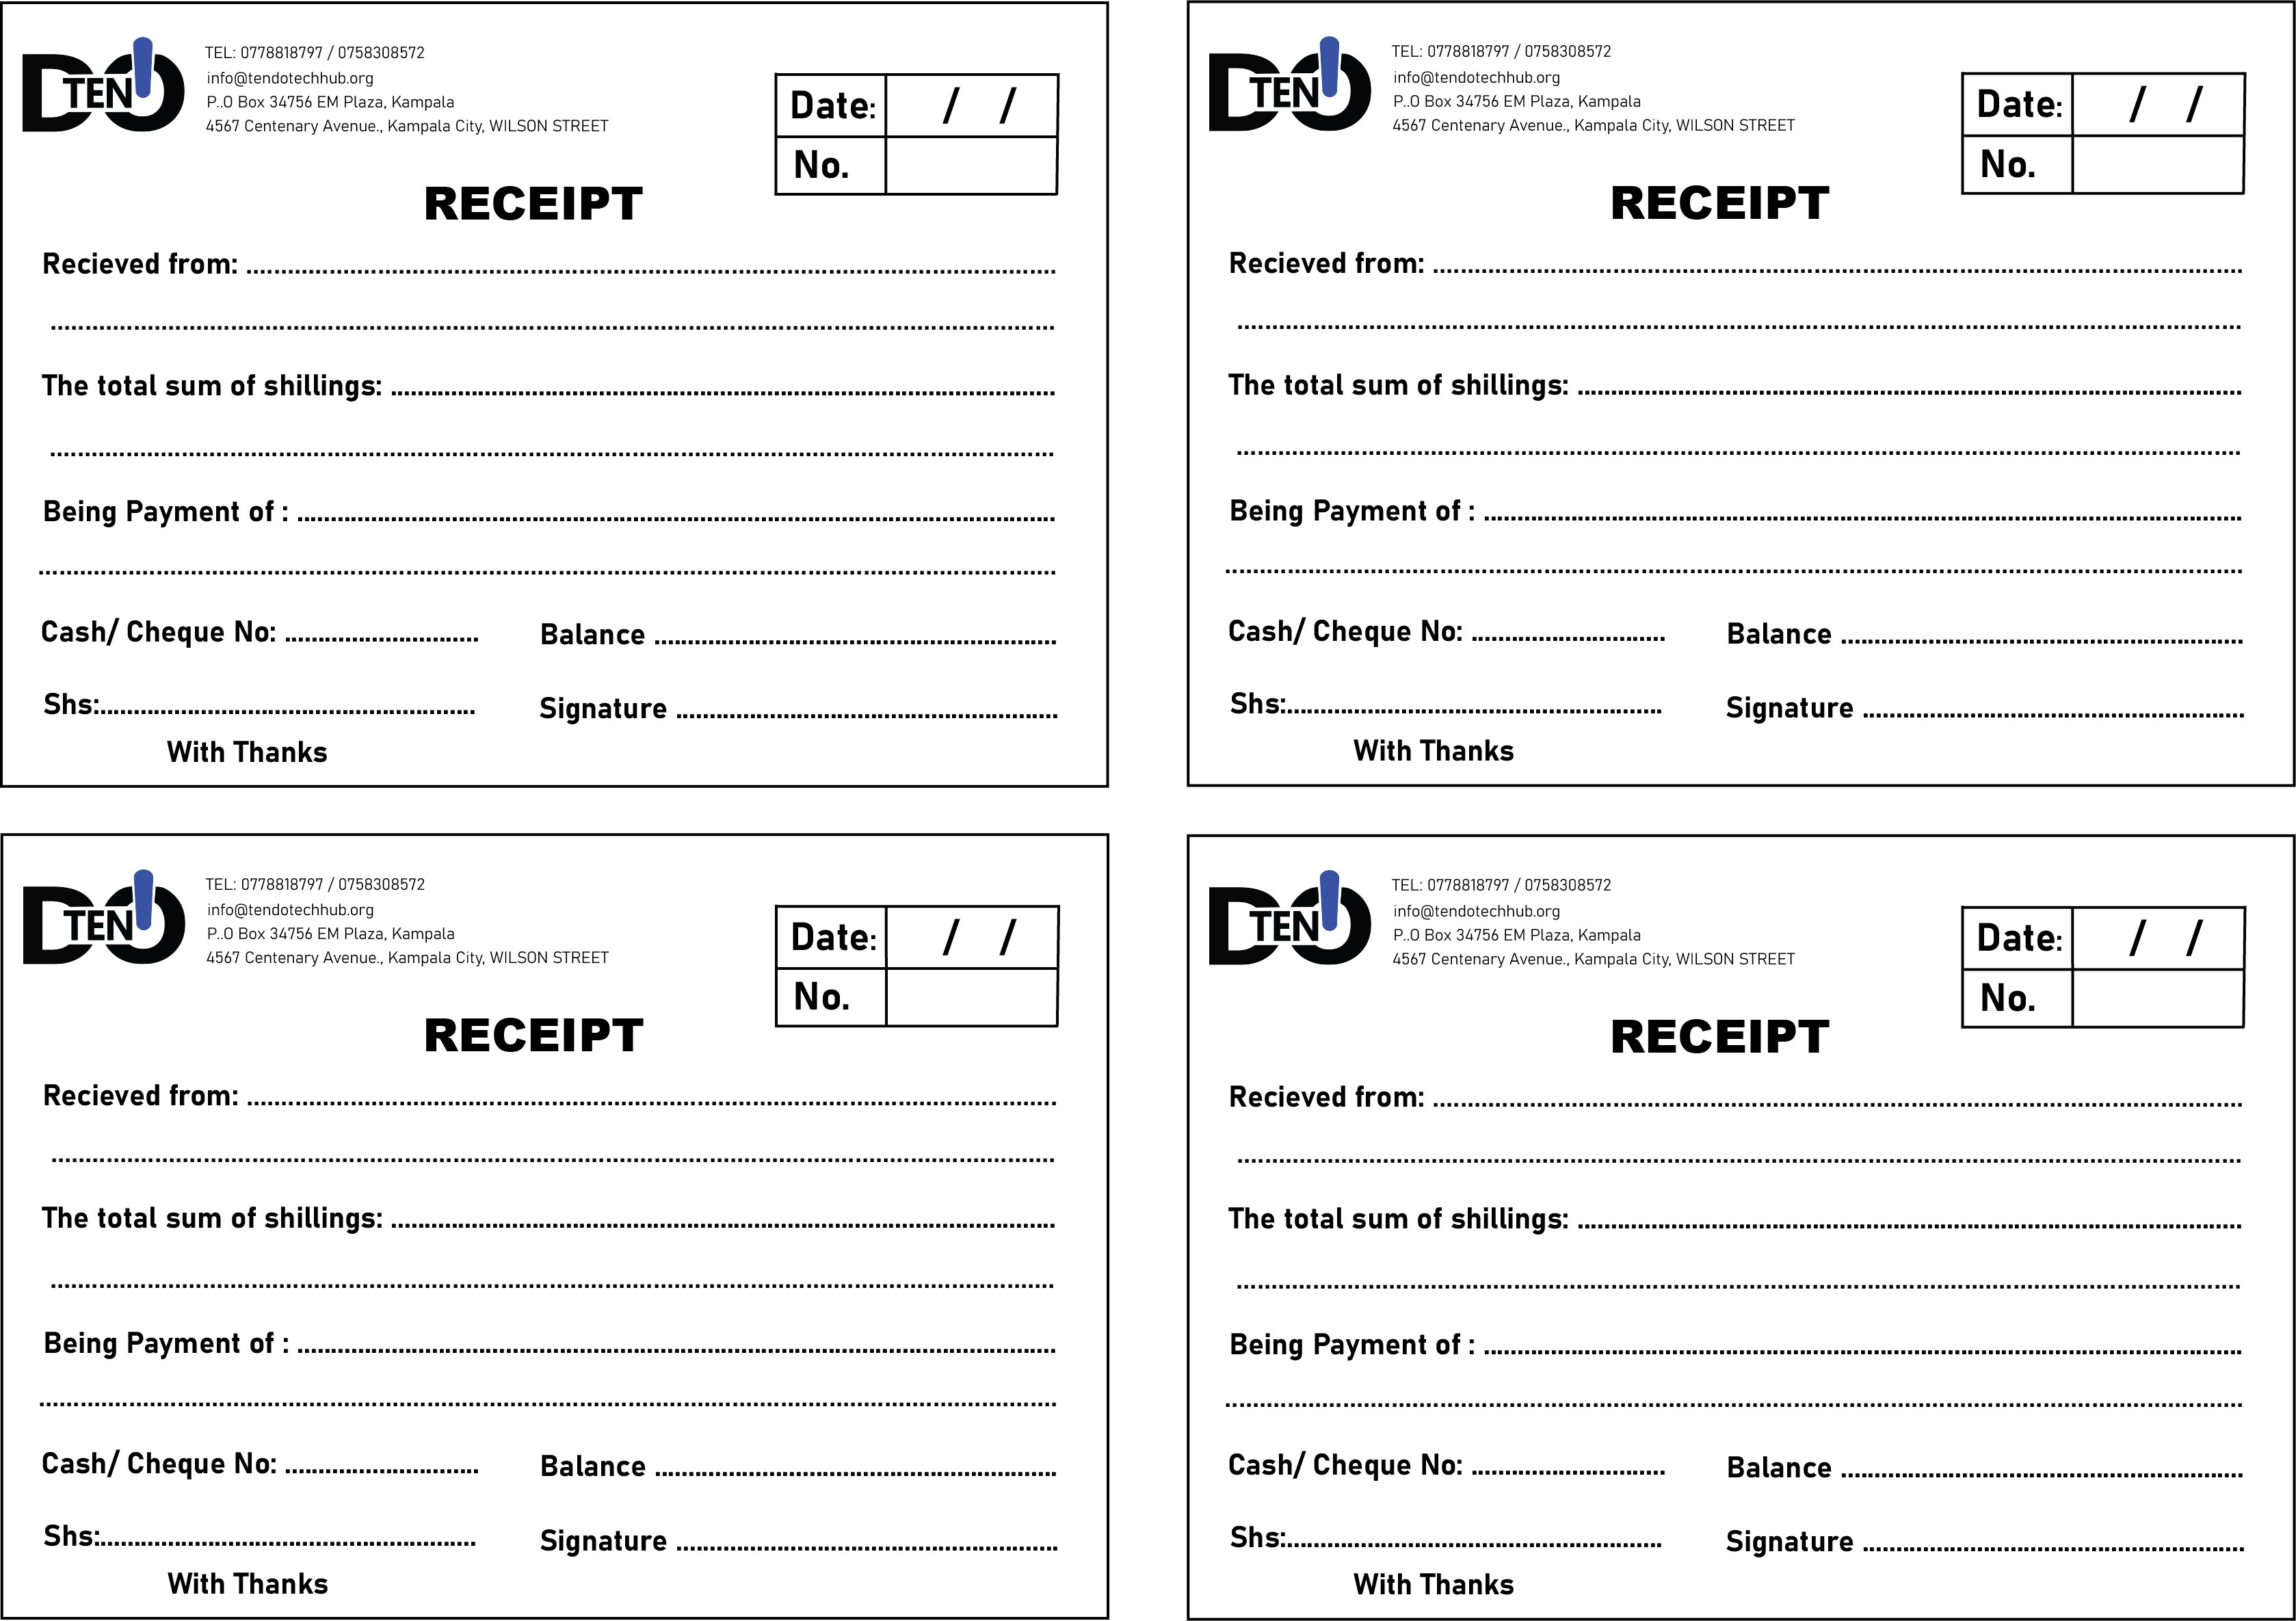 D TEN O
TEL: 0778818797 / 0758308572
info@tendotechhub.org
P..O Box 34756 EM Plaza, Kampala
4567 Centenary Avenue., Kampala City, WILSON STREET
Date: / /
No.
RECEIPT
Recieved from: ........................................
........................................
The total sum of shillings: ........................................
........................................
Being Payment of : ........................................
........................................
Cash/ Cheque No: .................... Balance ....................
Shs:.................... Signature ....................
With Thanks
D TEN O
TEL: 0778818797 / 0758308572
info@tendotechhub.org
P..O Box 34756 EM Plaza, Kampala
4567 Centenary Avenue., Kampala City, WILSON STREET
Date: / /
No.
RECEIPT
Recieved from: ........................................
........................................
The total sum of shillings: ........................................
........................................
Being Payment of : ........................................
........................................
Cash/ Cheque No: .................... Balance ....................
Shs:.................... Signature ....................
With Thanks
D TEN O
TEL: 0778818797 / 0758308572
info@tendotechhub.org
P..O Box 34756 EM Plaza, Kampala
4567 Centenary Avenue., Kampala City, WILSON STREET
Date: / /
No.
RECEIPT
Recieved from: ........................................
........................................
The total sum of shillings: ........................................
........................................
Being Payment of : ........................................
........................................
Cash/ Cheque No: .................... Balance ....................
Shs:.................... Signature ....................
With Thanks
D TEN O
TEL: 0778818797 / 0758308572
info@tendotechhub.org
P..O Box 34756 EM Plaza, Kampala
4567 Centenary Avenue., Kampala City, WILSON STREET
Date: / /
No.
RECEIPT
Recieved from: ........................................
........................................
The total sum of shillings: ........................................
........................................
Being Payment of : ........................................
........................................
Cash/ Cheque No: .................... Balance ....................
Shs:.................... Signature ....................
With Thanks